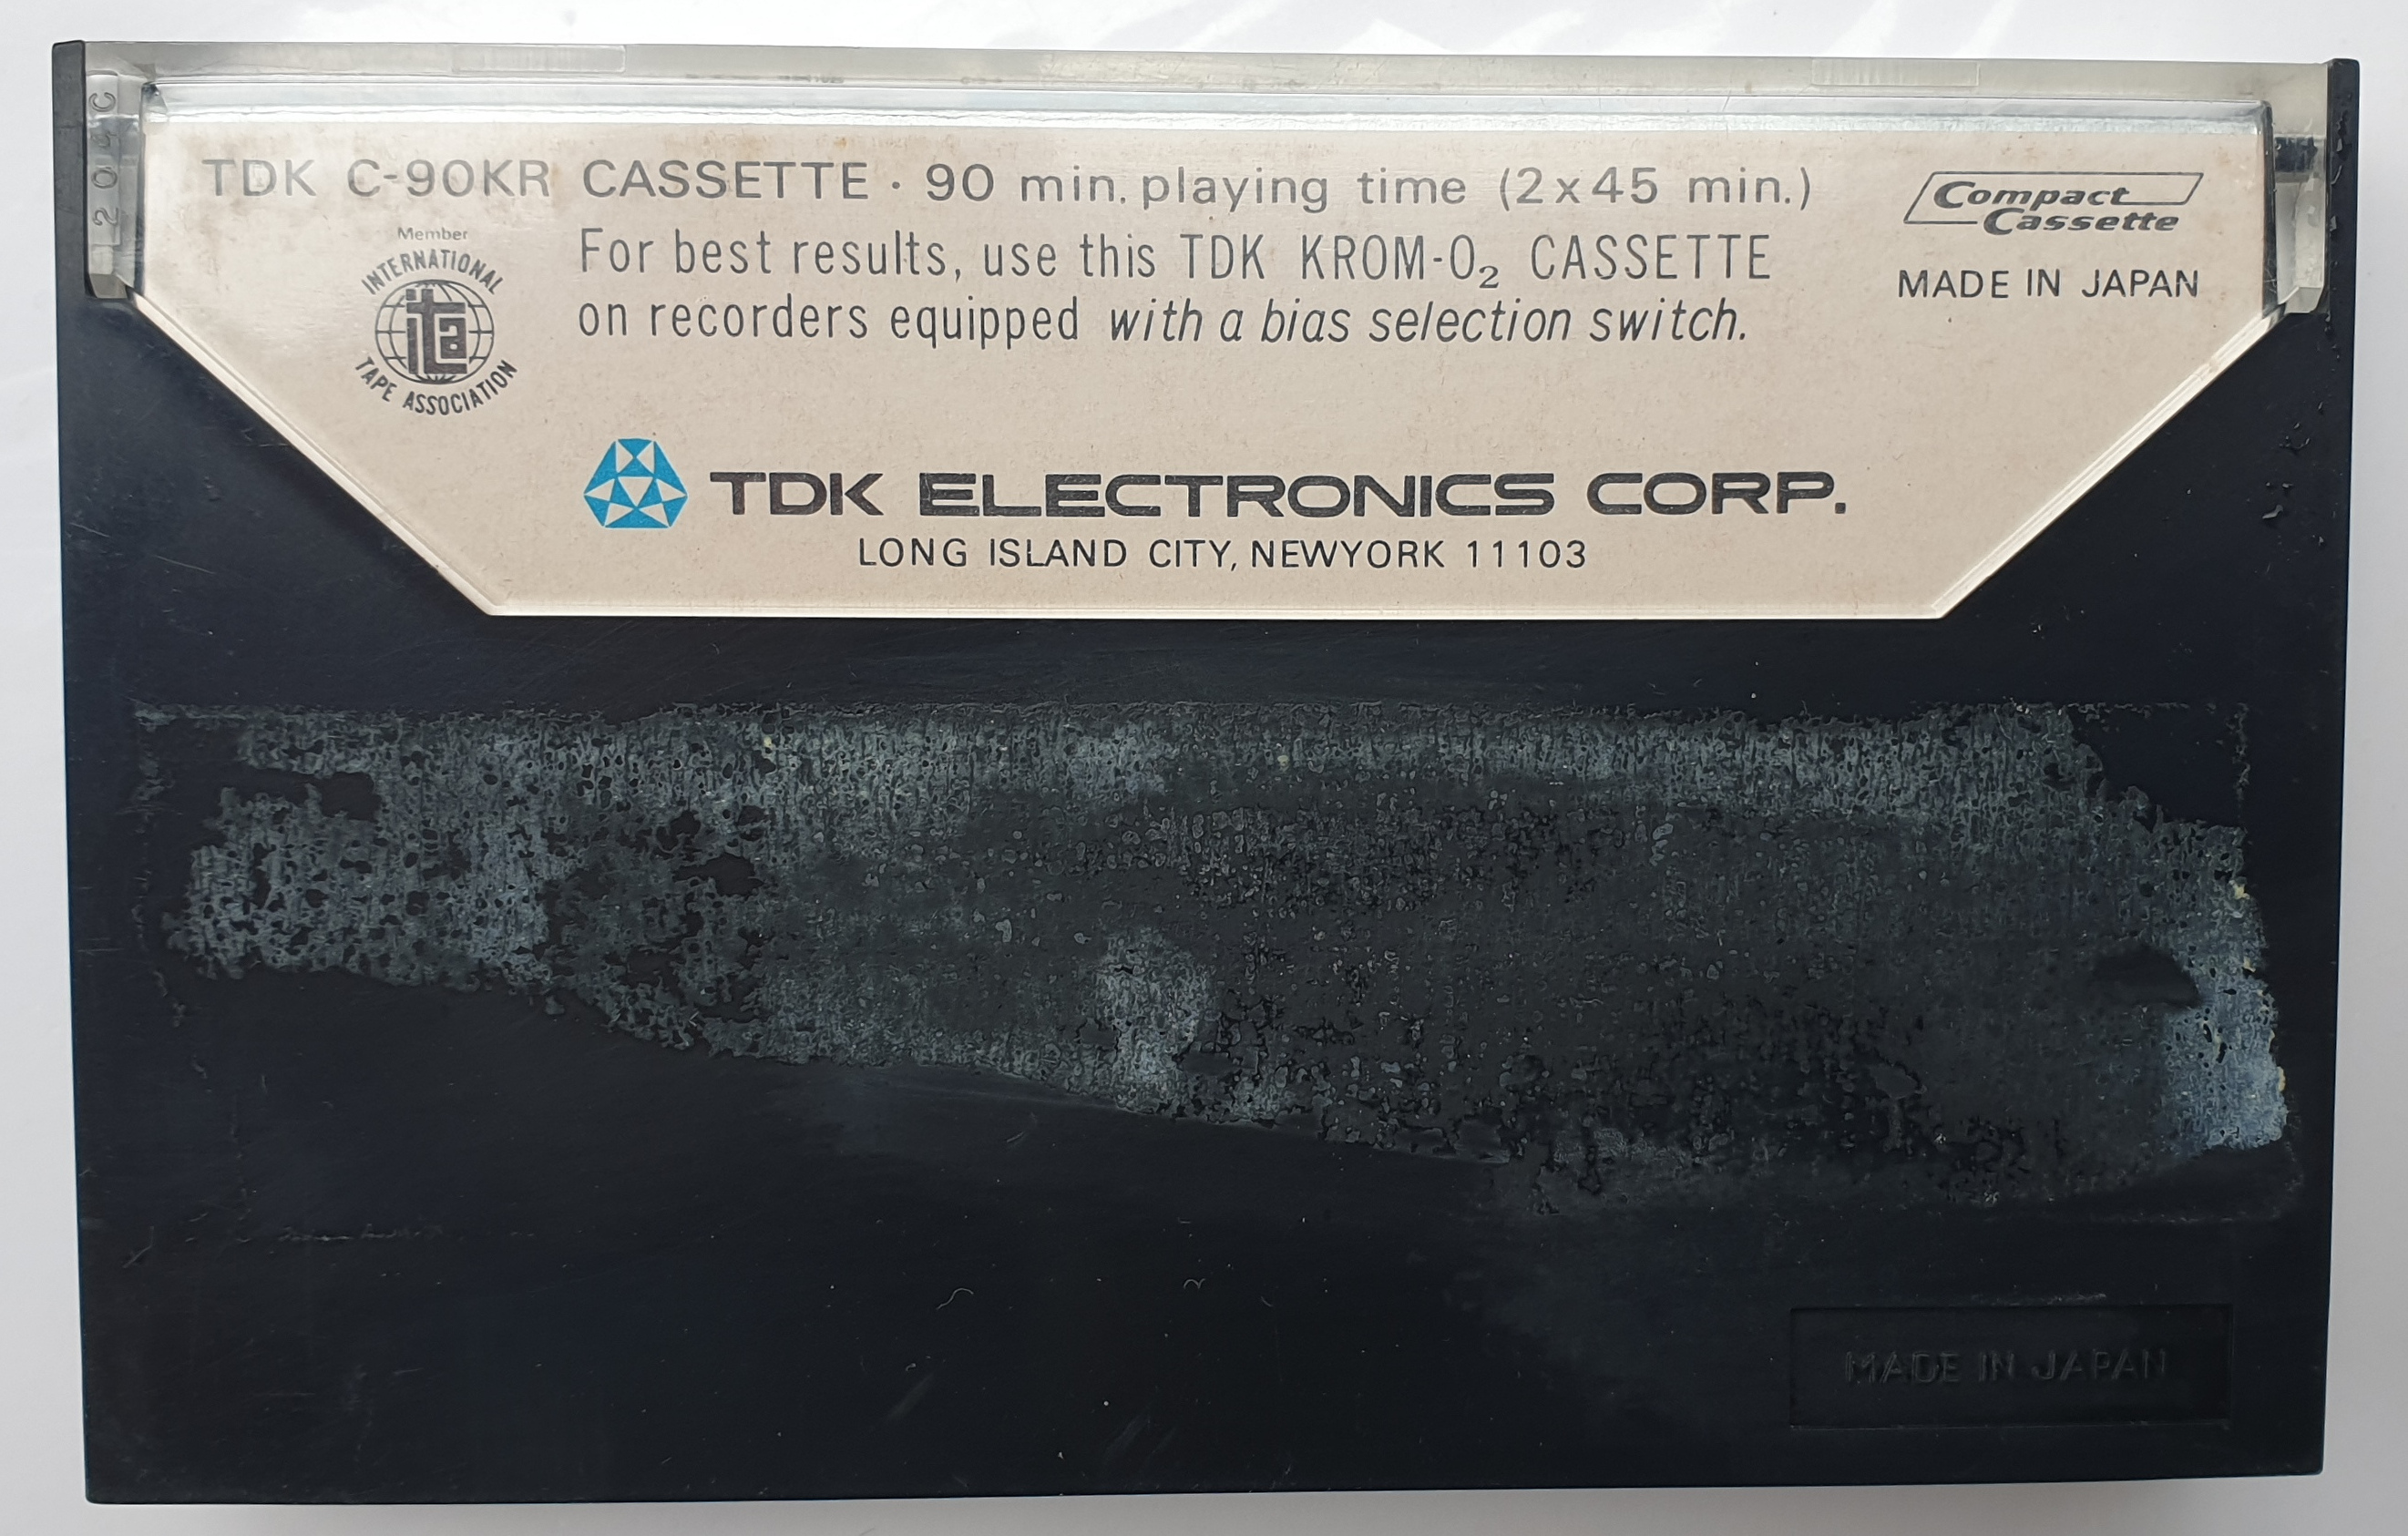 TDK C-90KR CASSETTE · 90 min. playing time (2x45 min.)
Member
INTERNATIONAL
ita
TAPE ASSOCIATION
For best results, use this TDK KROM-O₂ CASSETTE
on recorders equipped with a bias selection switch.
Compact
Cassette
MADE IN JAPAN
TDK ELECTRONICS CORP.
LONG ISLAND CITY, NEWYORK 11103
MADE IN JAPAN